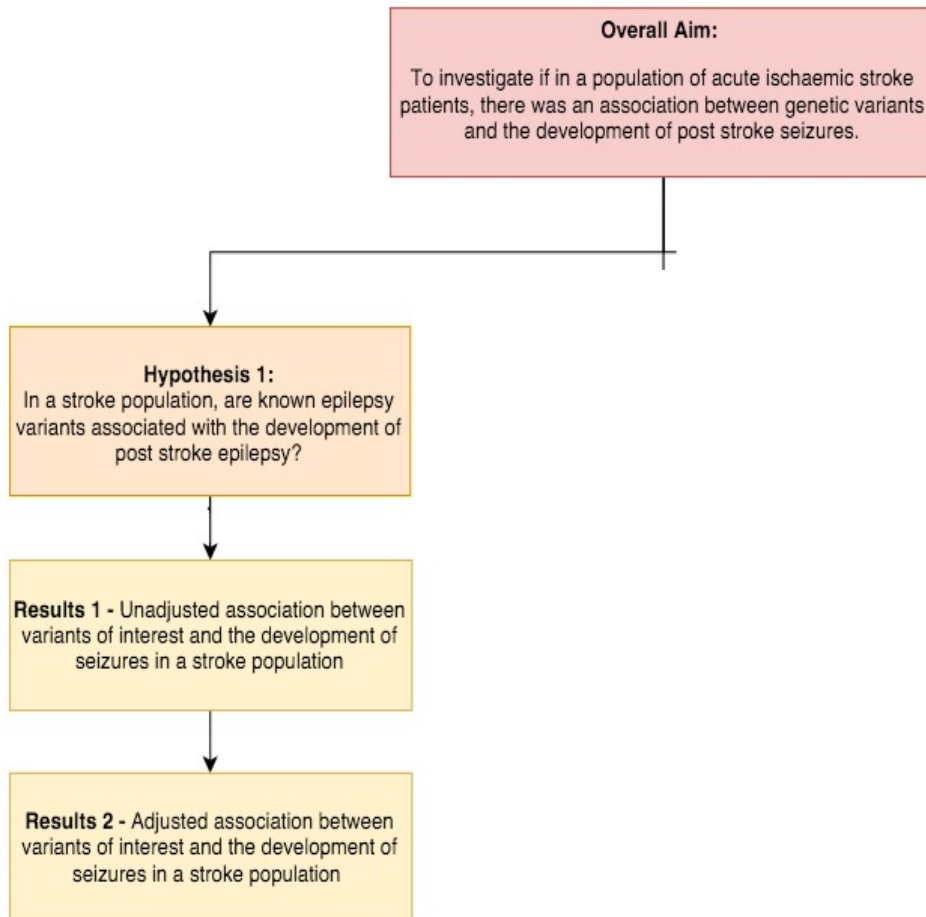 Overall Aim:
To investigate if in a population of acute ischaemic stroke
patients, there was an association between genetic variants
and the development of post stroke seizures.
Hypothesis 1:
In a stroke population, are known epilepsy
variants associated with the development of
post stroke epilepsy?
Results 1 - Unadjusted association between
variants of interest and the development of
seizures in a stroke population
Results 2 - Adjusted association between
variants of interest and the development of
seizures in a stroke population